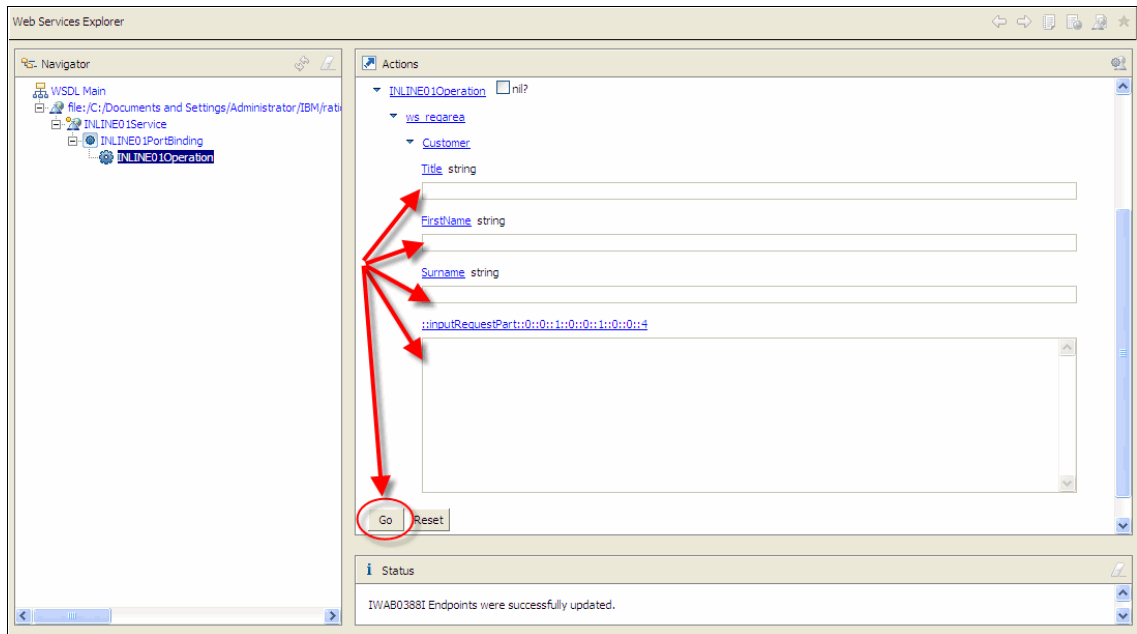 Web Services Explorer
Navigator
WSDL Main
file:/C:/Documents and Settings/Administrator/IBM/rati
INLINE01Service
INLINE01PortBinding
INLINE01Operation
Actions
INLINE01Operation nil?
ws_reqarea
Customer
Title string
FirstName string
Surname string
::inputRequestPart::0::0::1::0::0::1::0::0::4
Go Reset
i Status
IWAB0388I Endpoints were successfully updated.